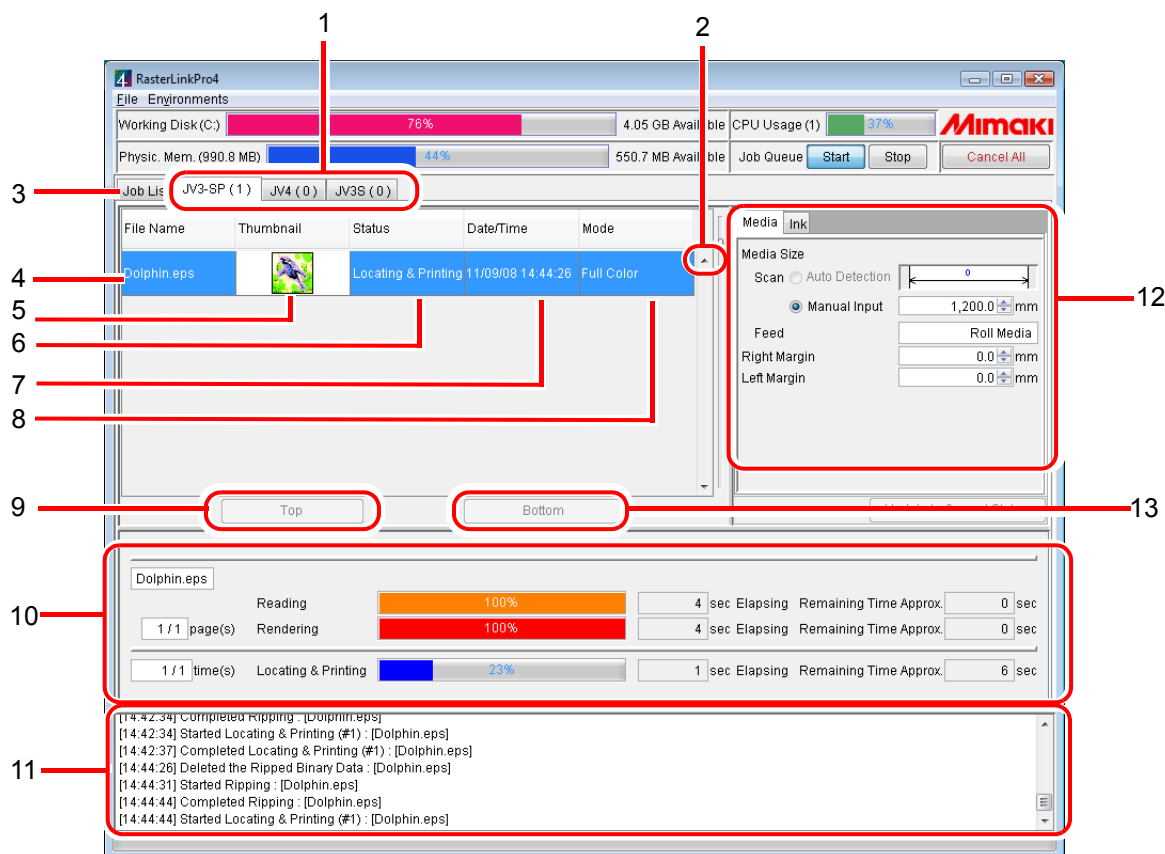 1
2
RasterLinkPro4
File Environments
Working Disk (C:) 76% 4.05 GB Available CPU Usage (1) 37% Mimaki
Physic. Mem. (990.8 MB) 44% 550.7 MB Available Job Queue Start Stop Cancel All
3
Job Lis JV3-SP ( 1 ) JV4 ( 0 ) JV3S ( 0 )
File Name Thumbnail Status Date/Time Mode
Media Ink
Media Size
4
Dolphin.eps Locating & Printing 11/09/08 14:44:26 Full Color
Scan Auto Detection 0
5
Manual Input 1,200.0 mm
12
6
Feed Roll Media
Right Margin 0.0 mm
7
Left Margin 0.0 mm
8
9
Top
Bottom
13
Dolphin.eps
10
Reading 100% 4 sec Elapsing Remaining Time Approx. 0 sec
1 / 1 page(s) Rendering 100% 4 sec Elapsing Remaining Time Approx. 0 sec
1 / 1 time(s) Locating & Printing 23% 1 sec Elapsing Remaining Time Approx. 6 sec
11
[14:42:34] Completed Ripping : [Dolphin.eps]
[14:42:34] Started Locating & Printing (#1) : [Dolphin.eps]
[14:42:37] Completed Locating & Printing (#1) : [Dolphin.eps]
[14:44:26] Deleted the Ripped Binary Data : [Dolphin.eps]
[14:44:31] Started Ripping : [Dolphin.eps]
[14:44:44] Completed Ripping : [Dolphin.eps]
[14:44:44] Started Locating & Printing (#1) : [Dolphin.eps]